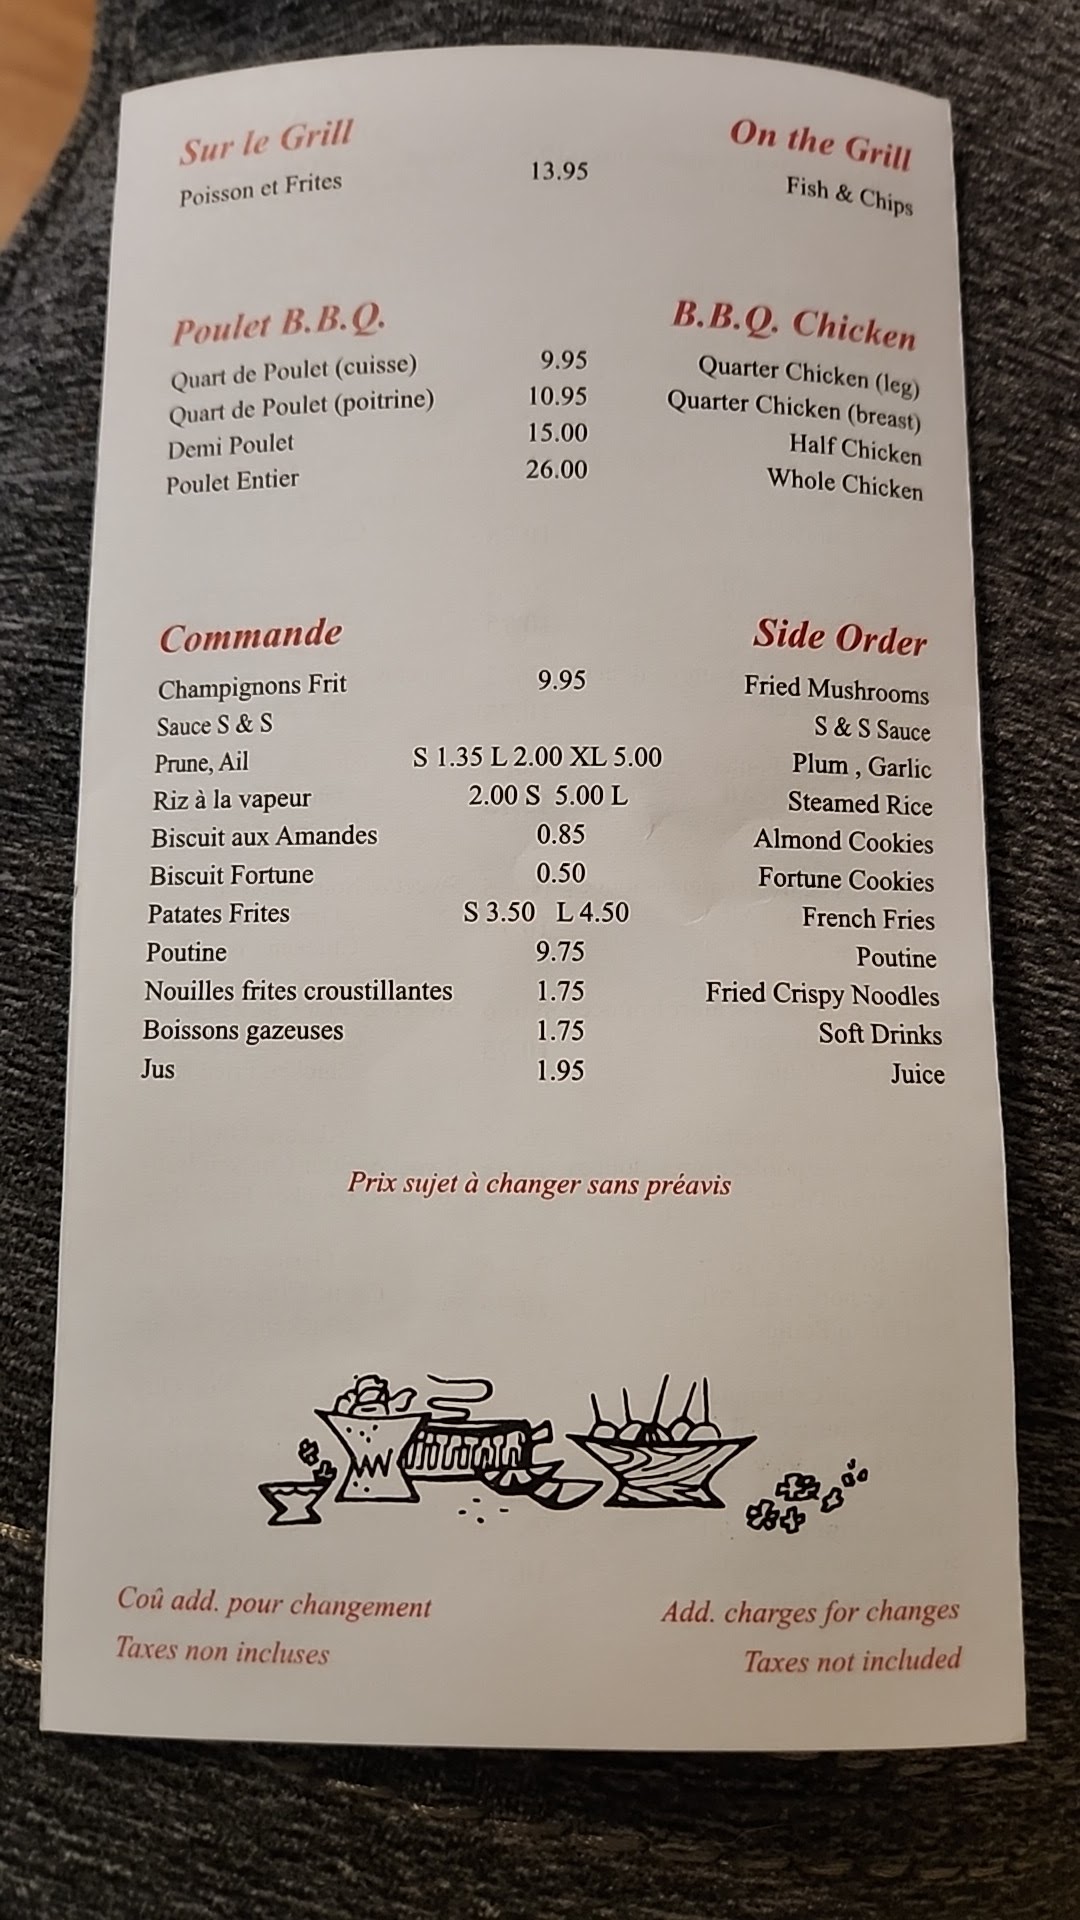 Sur le Grill On the Grill
Poisson et Frites 13.95 Fish & Chips
Poulet B.B.Q. B.B.Q. Chicken
Quart de Poulet (cuisse) 9.95 Quarter Chicken (leg)
Quart de Poulet (poitrine) 10.95 Quarter Chicken (breast)
Demi Poulet 15.00 Half Chicken
Poulet Entier 26.00 Whole Chicken
Commande Side Order
Champignons Frit 9.95 Fried Mushrooms
Sauce S & S S & S Sauce
Prune, Ail S 1.35 L 2.00 XL 5.00 Plum , Garlic
Riz à la vapeur 2.00 S 5.00 L Steamed Rice
Biscuit aux Amandes 0.85 Almond Cookies
Biscuit Fortune 0.50 Fortune Cookies
Patates Frites S 3.50 L 4.50 French Fries
Poutine 9.75 Poutine
Nouilles frites croustillantes 1.75 Fried Crispy Noodles
Boissons gazeuses 1.75 Soft Drinks
Jus 1.95 Juice
Prix sujet à changer sans préavis
Coû add. pour changement Add. charges for changes
Taxes non incluses Taxes not included